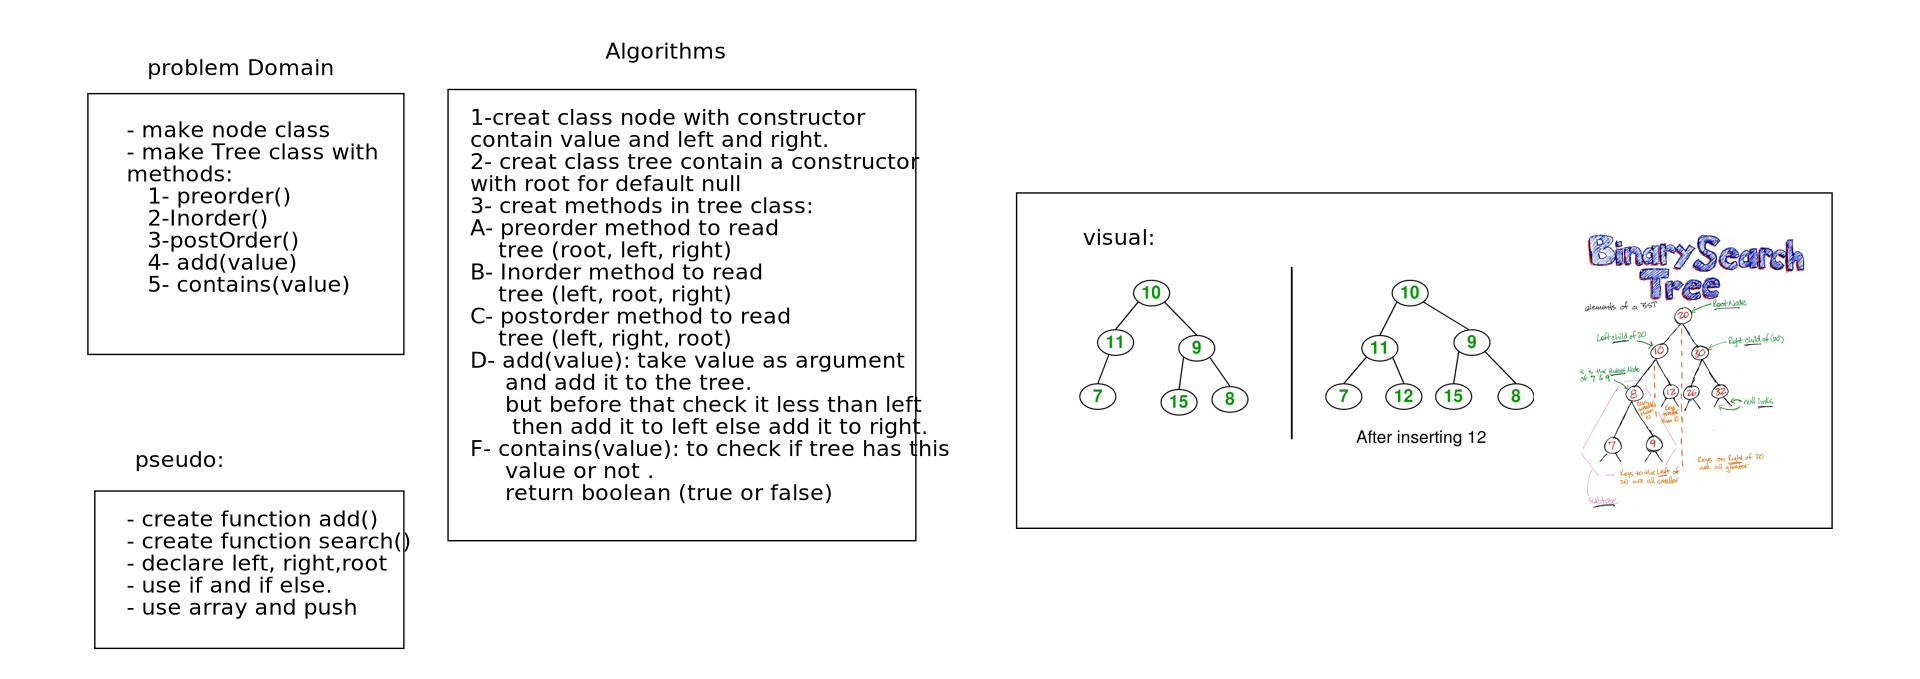 problem Domain
- make node class
- make Tree class with
methods:
1- preorder()
2-Inorder()
3-postOrder()
4- add(value)
5- contains(value)
pseudo:
- create function add()
- create function search()
- declare left, right,root
- use if and if else.
- use array and push
Algorithms
1-creat class node with constructor
contain value and left and right.
2- creat class tree contain a constructor
with root for default null
3- creat methods in tree class:
A- preorder method to read
tree (root, left, right)
B- Inorder method to read
tree (left, root, right)
C- postorder method to read
tree (left, right, root)
D- add(value): take value as argument
and add it to the tree.
but before that check it less than left
then add it to left else add it to right.
F- contains(value): to check if tree has this
value or not .
return boolean (true or false)
visual:
10
11 9
7 15 8
10
11 9
7 12 15 8
After inserting 12
Binary Search
Tree
elements of a BST
Root Node
20
Left child of 20
Right child of (20)
10 30
8 is the Parent Node
of 7 & 9
8 12 26 32
null links
7 9
Keys to the Left of
20 are all smaller
Keys on Right of 20
are all greater
subtree